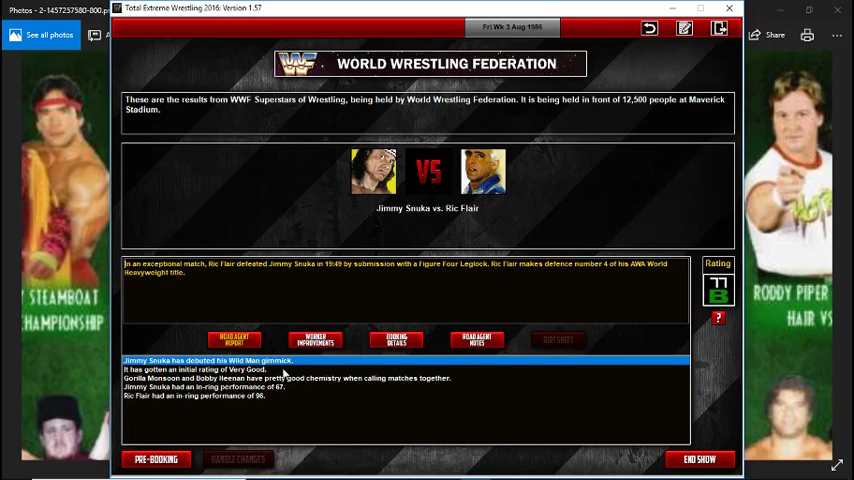 Photos - 2-1457257580-800.p
Total Extreme Wrestling 2016: Version 1.57
See all photos
A
Share
Fri Wk 3 Aug 1986
WORLD WRESTLING FEDERATION
These are the results from WWF Superstars of Wrestling, being held by World Wrestling Federation. It is being held in front of 12,500 people at Maverick
Stadium.
VS
Jimmy Snuka vs. Ric Flair
In an exceptional match, Ric Flair defeated Jimmy Snuka in 19:49 by submission with a Figure Four Leglock. Ric Flair makes defence number 4 of his AWA World
Heavyweight title.
Rating
77
B
?
Y STEAMBOAT
HAMPIONSHIP
RODDY PIPER
HAIR VS
ROAD AGENT
REPORT
WORKER
IMPROVEMENTS
BOOKING
DETAILS
ROAD AGENT
NOTES
DIRT SHEET
Jimmy Snuka has debuted his Wild Man gimmick.
It has gotten an initial rating of Very Good.
Gorilla Monsoon and Bobby Heenan have pretty good chemistry when calling matches together.
Jimmy Snuka had an in-ring performance of 67.
Ric Flair had an in-ring performance of 96.
PRE-BOOKING
HANDLE CHANGES
END SHOW